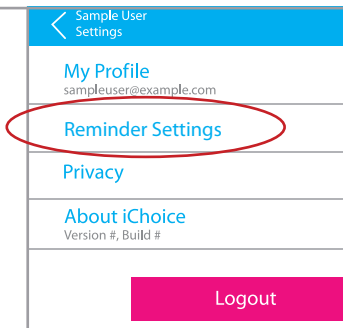 Sample User
Settings
My Profile
sampleuser@example.com
Reminder Settings
Privacy
About iChoice
Version #, Build #
Logout